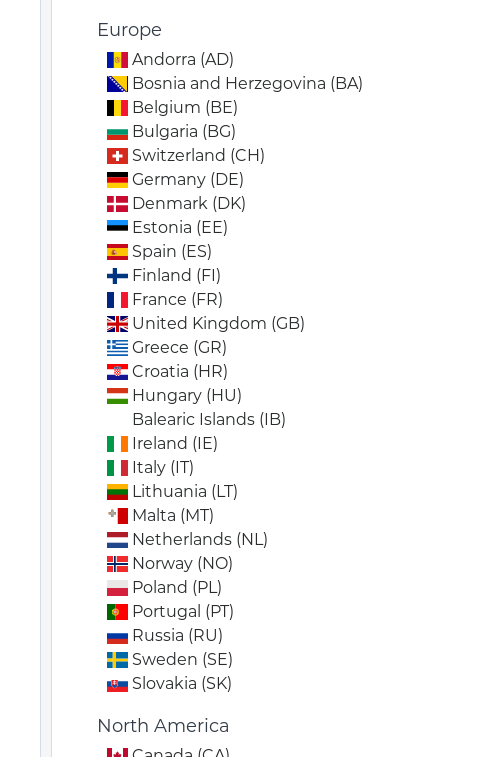 Europe
Andorra (AD)
Bosnia and Herzegovina (BA)
Belgium (BE)
Bulgaria (BG)
Switzerland (CH)
Germany (DE)
Denmark (DK)
Estonia (EE)
Spain (ES)
Finland (FI)
France (FR)
United Kingdom (GB)
Greece (GR)
Croatia (HR)
Hungary (HU)
Balearic Islands (IB)
Ireland (IE)
Italy (IT)
Lithuania (LT)
Malta (MT)
Netherlands (NL)
Norway (NO)
Poland (PL)
Portugal (PT)
Russia (RU)
Sweden (SE)
Slovakia (SK)
North America
Canada (CA)